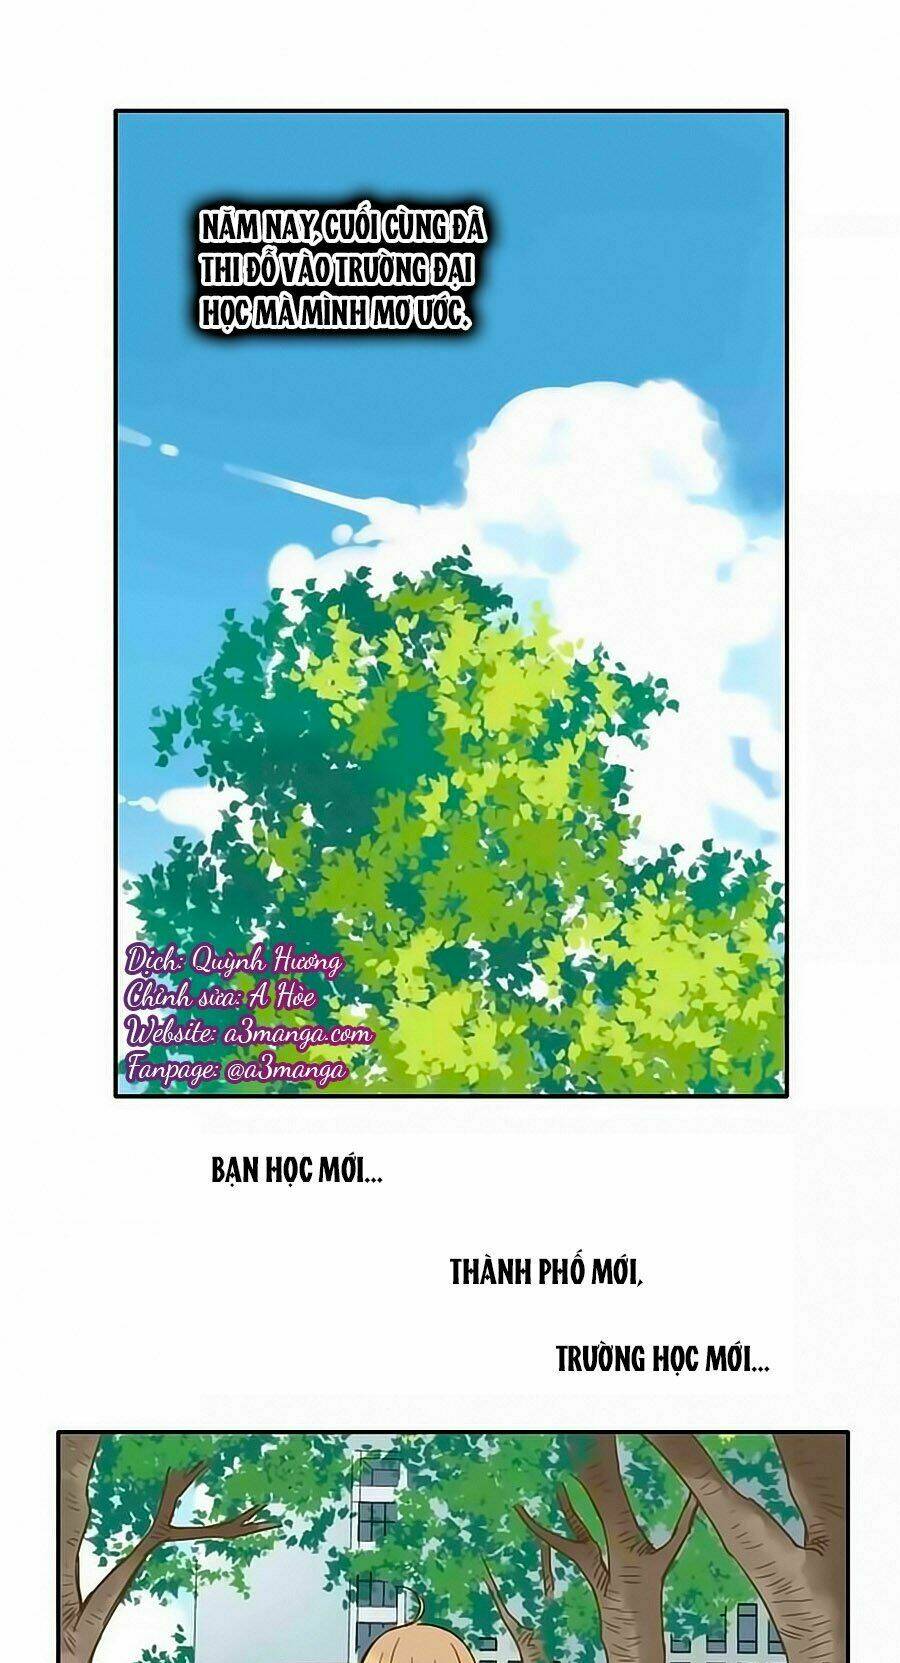 NĂM NAY, CUỐI CÙNG ĐÃ
THI ĐỖ VÀO TRƯỜNG ĐẠI
HỌC MÀ MÌNH MƠ ƯỚC.
Dịch: Quỳnh Hương
Chỉnh sửa: A Hòe
Website: a3manga.com
Fanpage: @a3manga
BẠN HỌC MỚI...
THÀNH PHỐ MỚI,
TRƯỜNG HỌC MỚI...